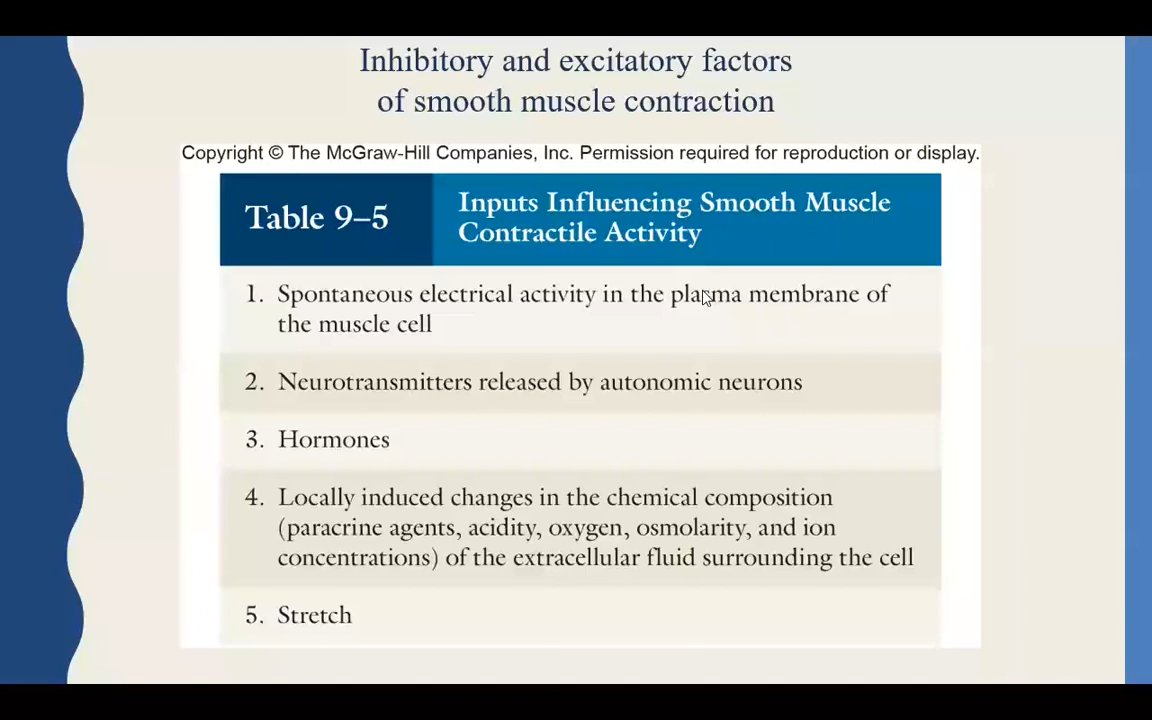 Inhibitory and excitatory factors
of smooth muscle contraction
Copyright © The McGraw-Hill Companies, Inc. Permission required for reproduction or display.
Table 9–5
Inputs Influencing Smooth Muscle
Contractile Activity
1. Spontaneous electrical activity in the plasma membrane of
the muscle cell
2. Neurotransmitters released by autonomic neurons
3. Hormones
4. Locally induced changes in the chemical composition
(paracrine agents, acidity, oxygen, osmolarity, and ion
concentrations) of the extracellular fluid surrounding the cell
5. Stretch